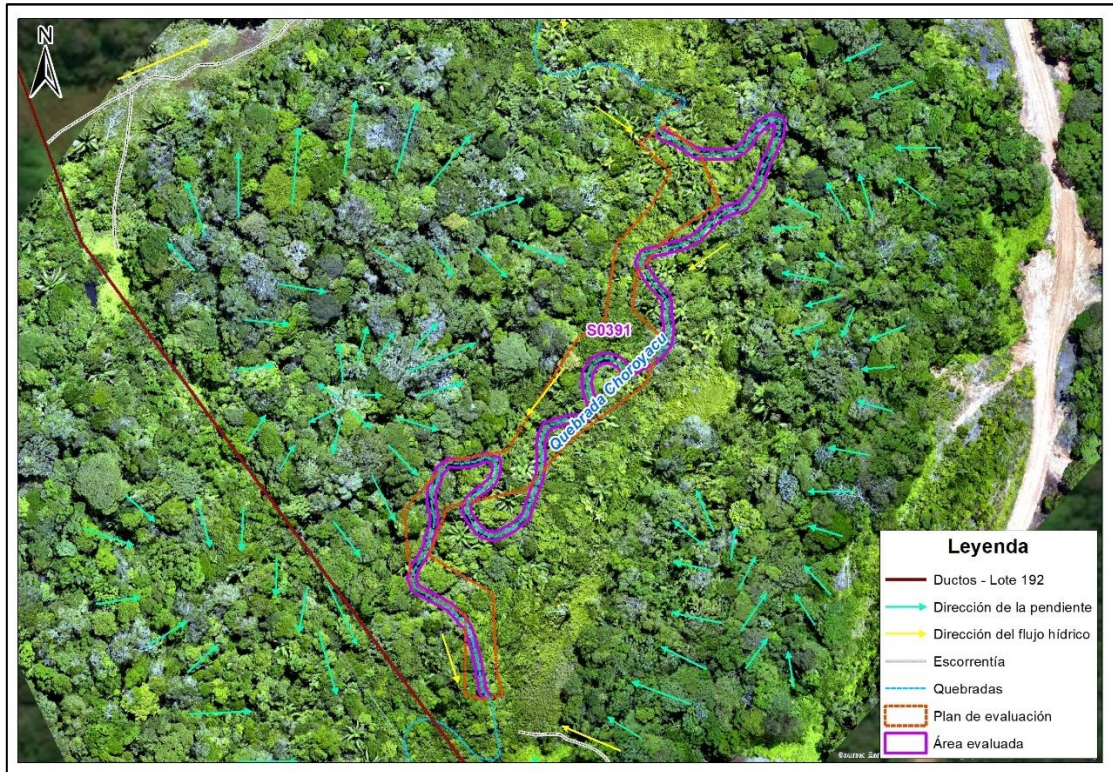 N
S0391
Quebrada Choroyacu
Leyenda
Ductos - Lote 192
Dirección de la pendiente
Dirección del flujo hídrico
Escorrentía
Quebradas
Plan de evaluación
Área evaluada